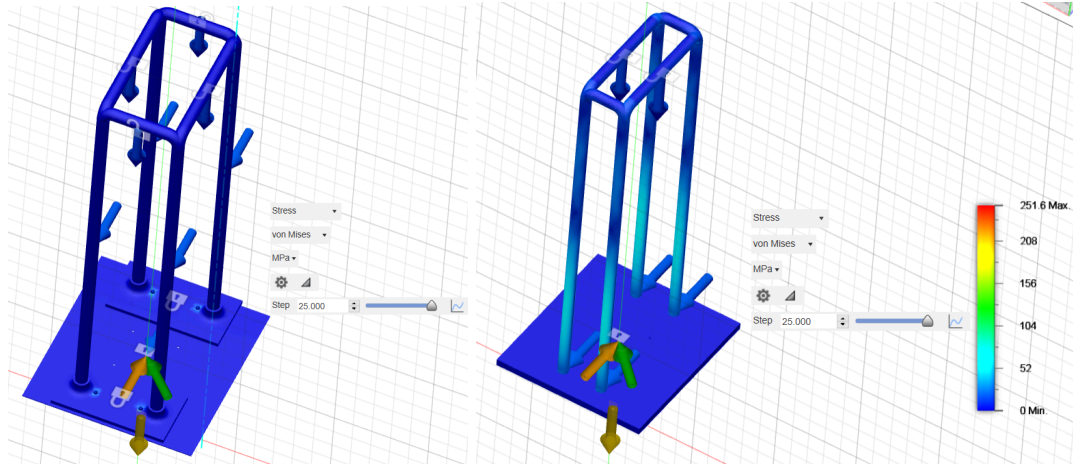 Stress
von Mises
MPa
Step 25.000
Stress
von Mises
MPa
Step 25.000
251.6 Max.
208
156
104
52
0 Min.